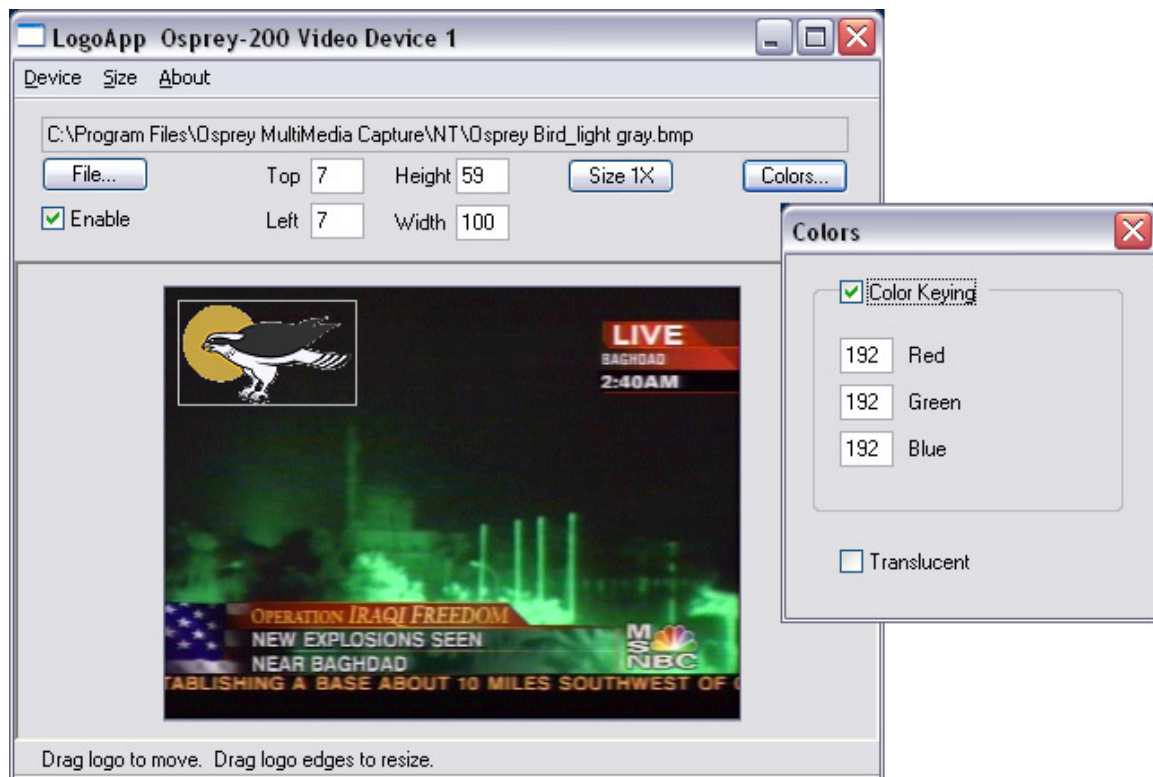 LogoApp Osprey-200 Video Device 1
Device Size About
C:\Program Files\Osprey MultiMedia Capture\NT\Osprey Bird_light gray.bmp
File... Top 7 Height 59 Size 1X Colors...
Enable Left 7 Width 100
Colors
Color Keying
192 Red
192 Green
192 Blue
Translucent
LIVE
BAGHDAD
2:40AM
OPERATION IRAQI FREEDOM
NEW EXPLOSIONS SEEN
NEAR BAGHDAD
MSNBC
TABLISHING A BASE ABOUT 10 MILES SOUTHWEST OF
Drag logo to move. Drag logo edges to resize.